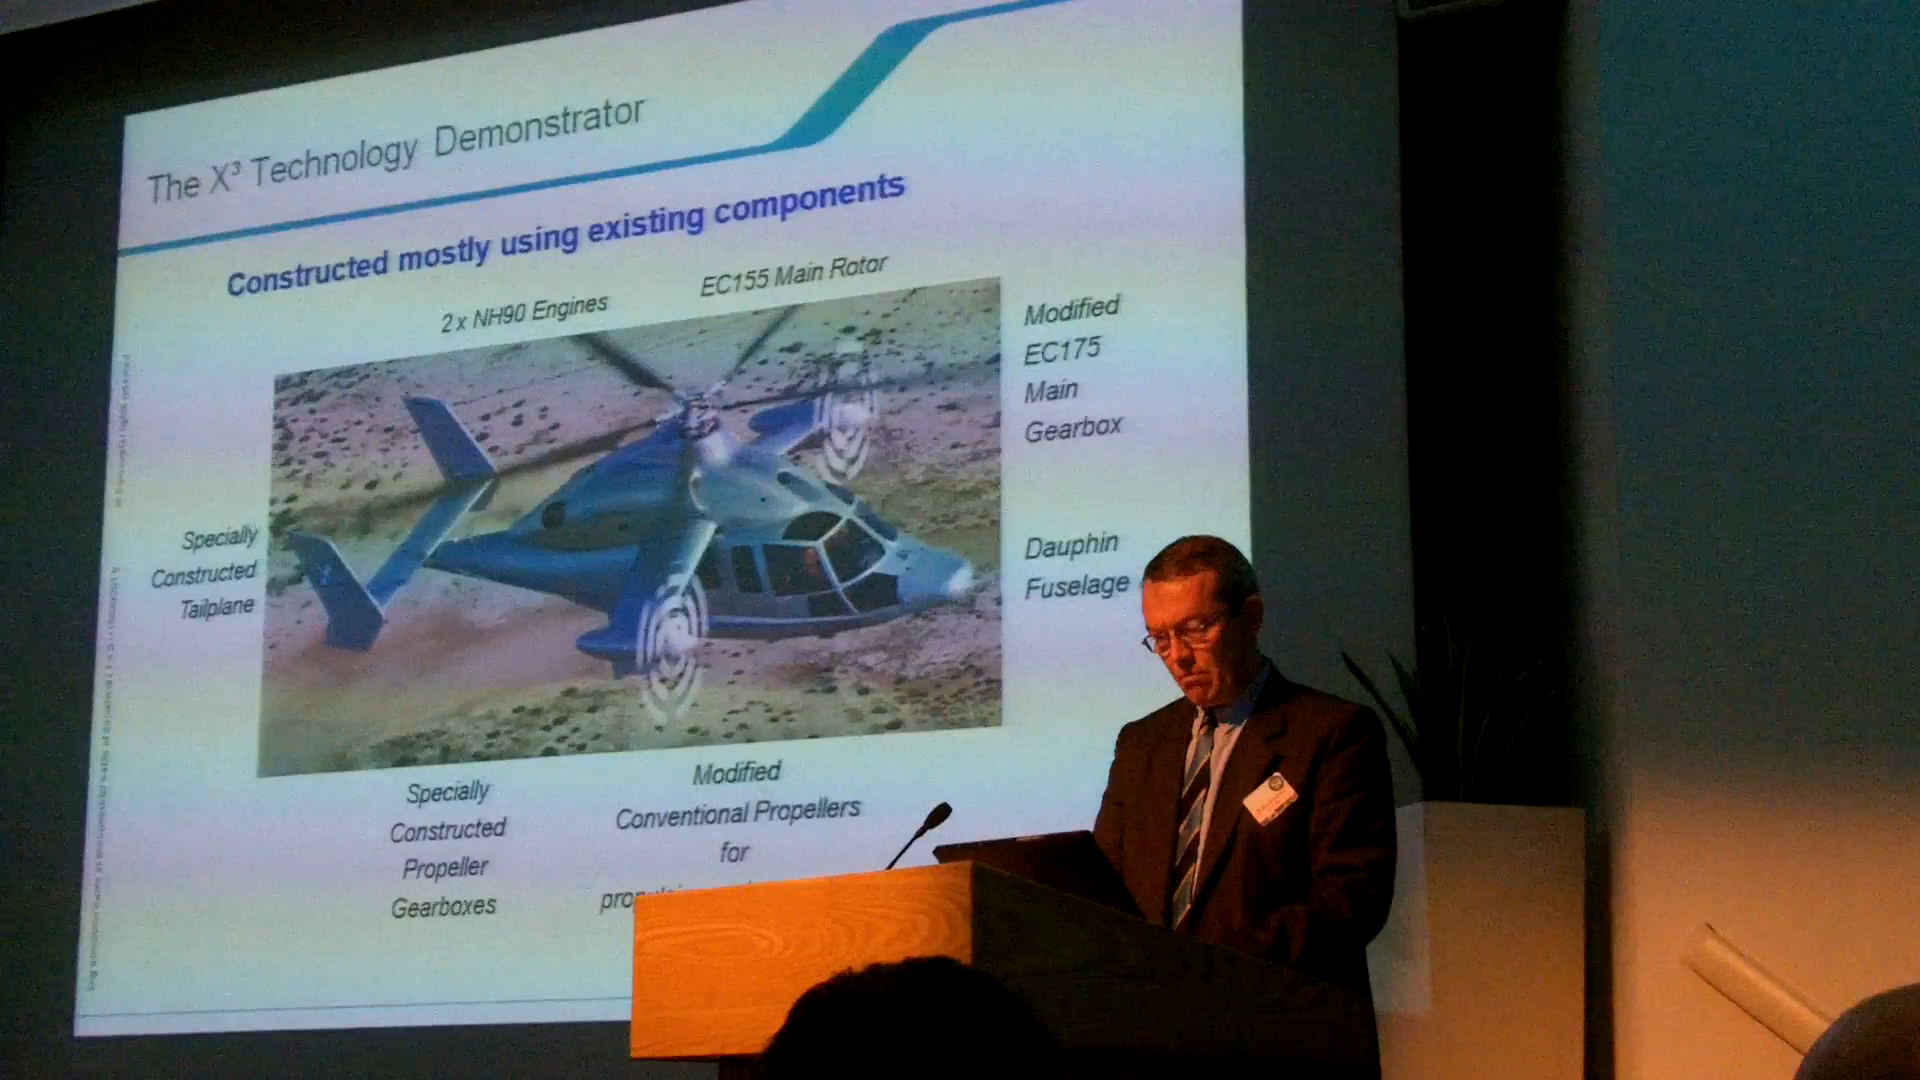 The X³ Technology Demonstrator
Constructed mostly using existing components
2 x NH90 Engines
EC155 Main Rotor
Modified
EC175
Main
Gearbox
Specially
Constructed
Tailplane
Dauphin
Fuselage
Specially
Constructed
Propeller
Gearboxes
Modified
Conventional Propellers
for